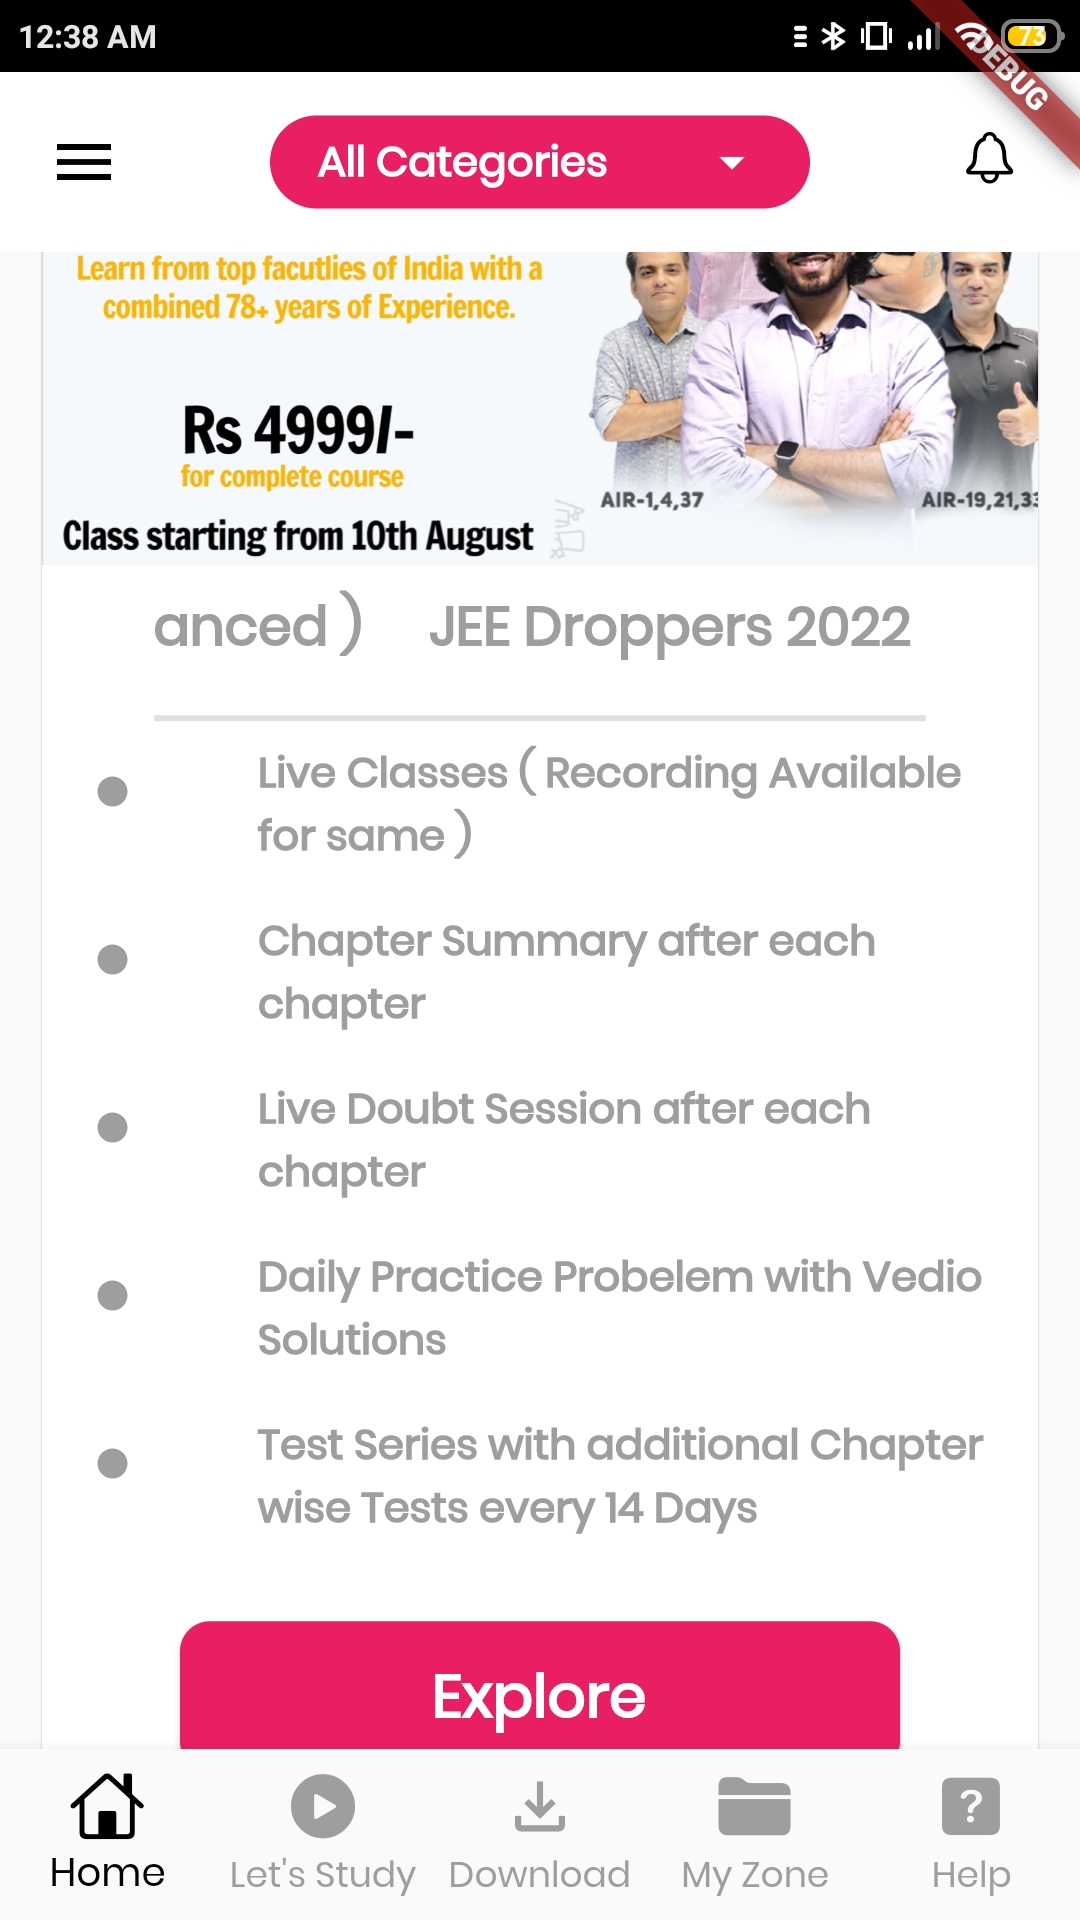 12:38 AM
73
DEBUG
All Categories
Learn from top facutlies of India with a
combined 78+ years of Experience.
Rs 4999/-
for complete course
Class starting from 10th August
AIR-1,4,37
AIR-19,21,33
anced ) JEE Droppers 2022
Live Classes ( Recording Available
for same )
Chapter Summary after each
chapter
Live Doubt Session after each
chapter
Daily Practice Probelem with Vedio
Solutions
Test Series with additional Chapter
wise Tests every 14 Days
Explore
Home
Let's Study
Download
My Zone
Help